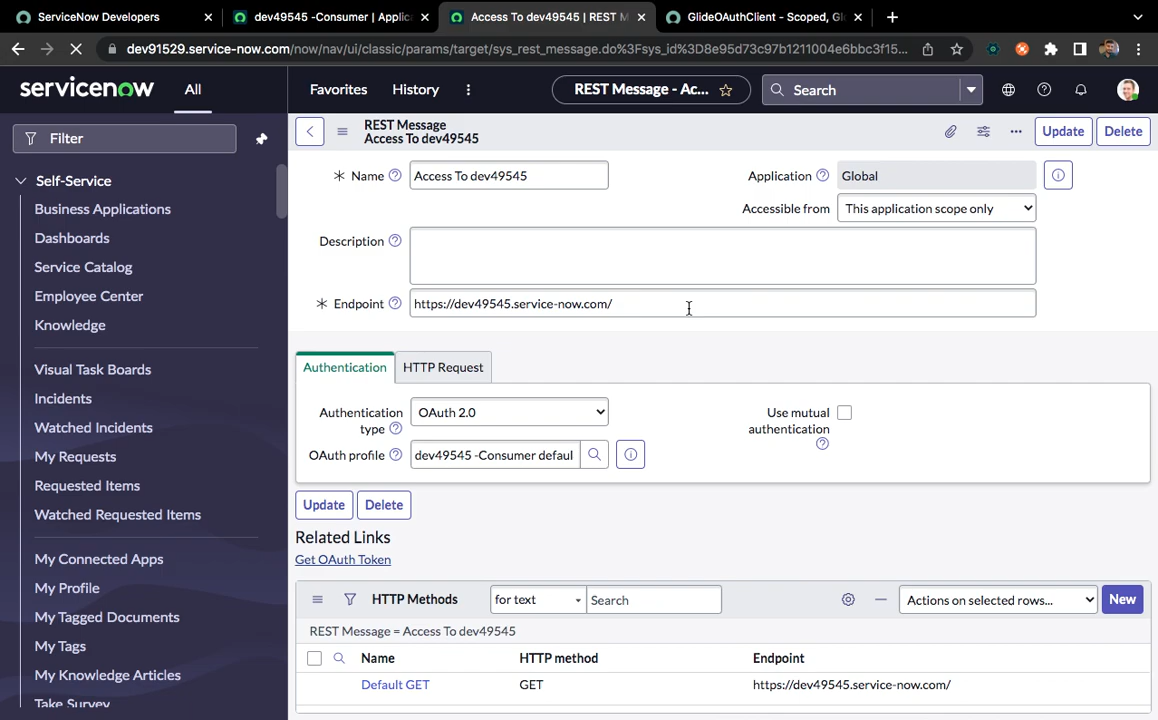 ServiceNow Developers
dev49545 -Consumer | Applic
Access To dev49545 | REST M
GlideOAuthClient - Scoped, Gl
dev91529.service-now.com/now/nav/ui/classic/params/target/sys_rest_message.do%3Fsys_id%3D8e95d73c97b1211004e6bbc3f15...
servicenow
All
Favorites
History
REST Message - Ac...
Search
Filter
Self-Service
Business Applications
Dashboards
Service Catalog
Employee Center
Knowledge
Visual Task Boards
Incidents
Watched Incidents
My Requests
Requested Items
Watched Requested Items
My Connected Apps
My Profile
My Tagged Documents
My Tags
My Knowledge Articles
Take Survey
REST Message
Access To dev49545
Update
Delete
Name
Access To dev49545
Application
Global
Accessible from
This application scope only
Description
Endpoint
https://dev49545.service-now.com/
Authentication
HTTP Request
Authentication
type
OAuth 2.0
Use mutual
authentication
OAuth profile
dev49545 -Consumer defaul
Update
Delete
Related Links
Get OAuth Token
HTTP Methods
for text
Search
Actions on selected rows...
New
REST Message = Access To dev49545
Name
HTTP method
Endpoint
Default GET
GET
https://dev49545.service-now.com/